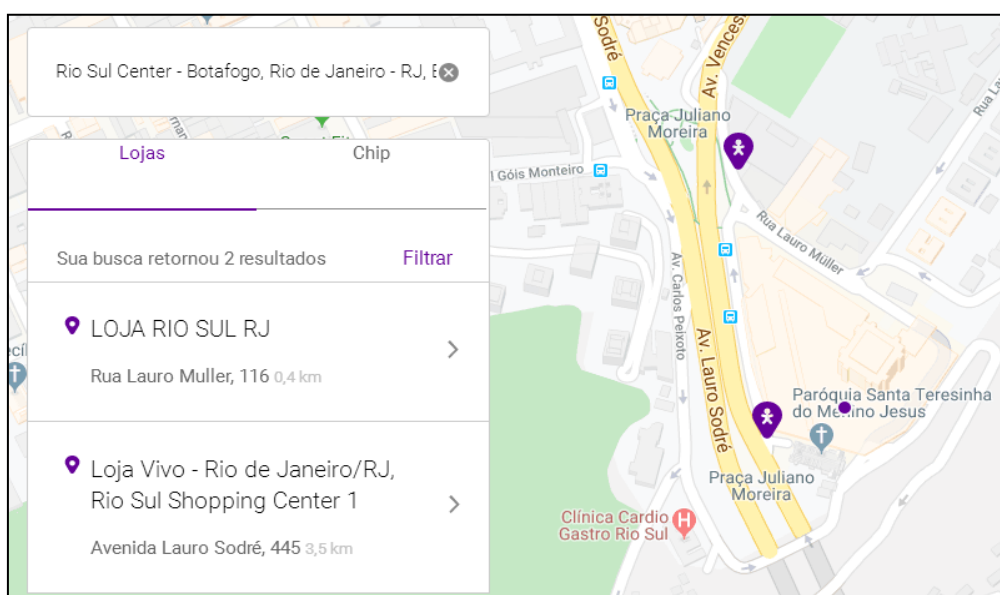 Rio Sul Center - Botafogo, Rio de Janeiro - RJ, E
Lojas
Chip
Sua busca retornou 2 resultados
Filtrar
LOJA RIO SUL RJ
Rua Lauro Muller, 116 0,4 km
Loja Vivo - Rio de Janeiro/RJ,
Rio Sul Shopping Center 1
Avenida Lauro Sodré, 445 3,5 km
Sodré
Av. Vences
Praça Juliano
Moreira
Rua La
l Góis Monteiro
Rua Lauro Müller
Av. Carlos Peixoto
Av. Lauro Sodré
Paróquia Santa Teresinha
do Menino Jesus
Praça Juliano
Moreira
Clínica Cardio
Gastro Rio Sul